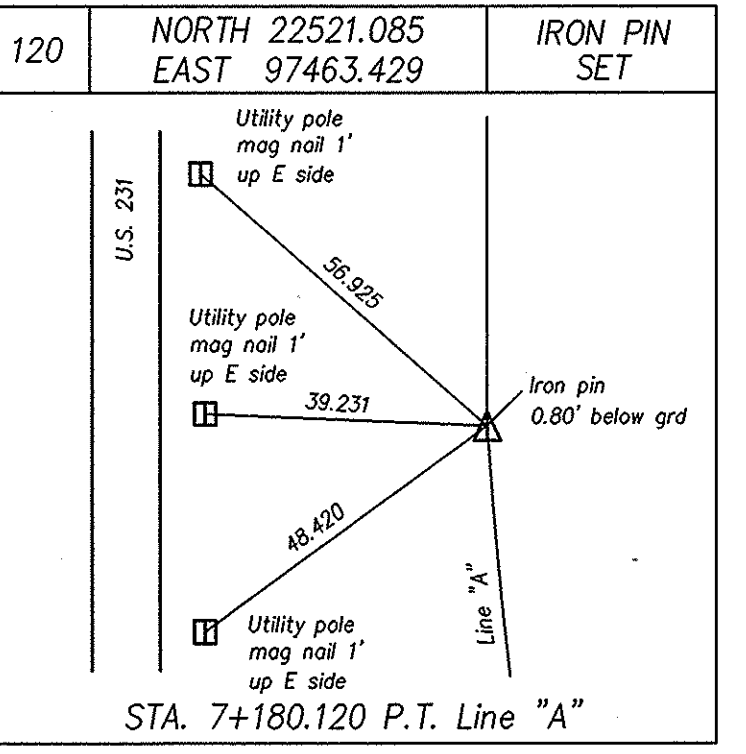 120
NORTH 22521.085
EAST 97463.429
IRON PIN
SET
Utility pole
mag nail 1'
up E side
U.S. 231
56.925
Utility pole
mag nail 1'
up E side
39.231
Iron pin
0.80' below grd
48.420
Line "A"
Utility pole
mag nail 1'
up E side
STA. 7+180.120 P.T. Line "A"